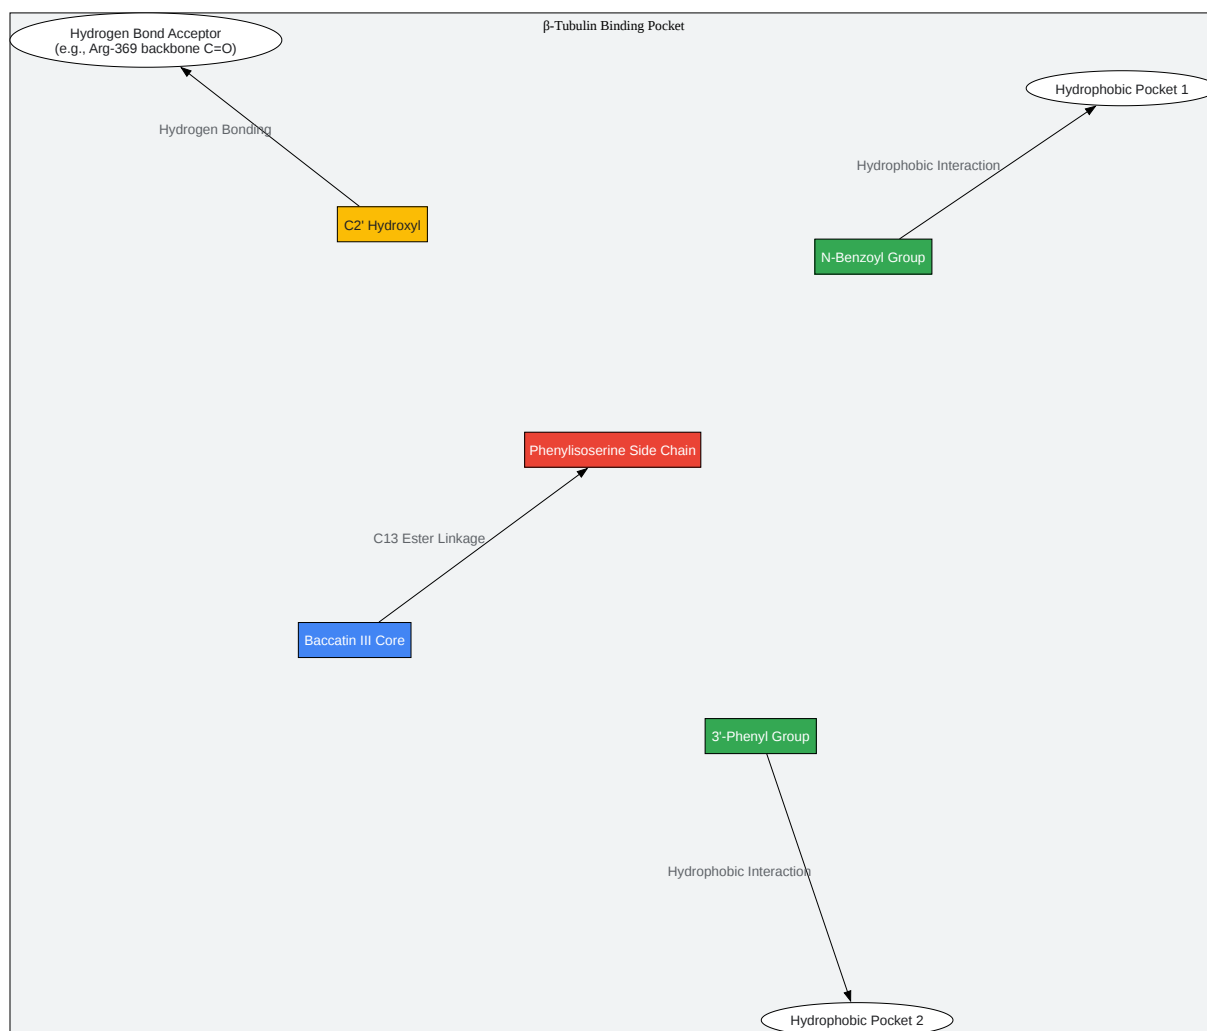 β-Tubulin Binding Pocket
Hydrogen Bond Acceptor
(e.g., Arg-369 backbone C=O)
Hydrophobic Pocket 1
Hydrogen Bonding
Hydrophobic Interaction
C2' Hydroxyl
N-Benzoyl Group
Phenylisoserine Side Chain
C13 Ester Linkage
Baccatin III Core
3'-Phenyl Group
Hydrophobic Interaction
Hydrophobic Pocket 2